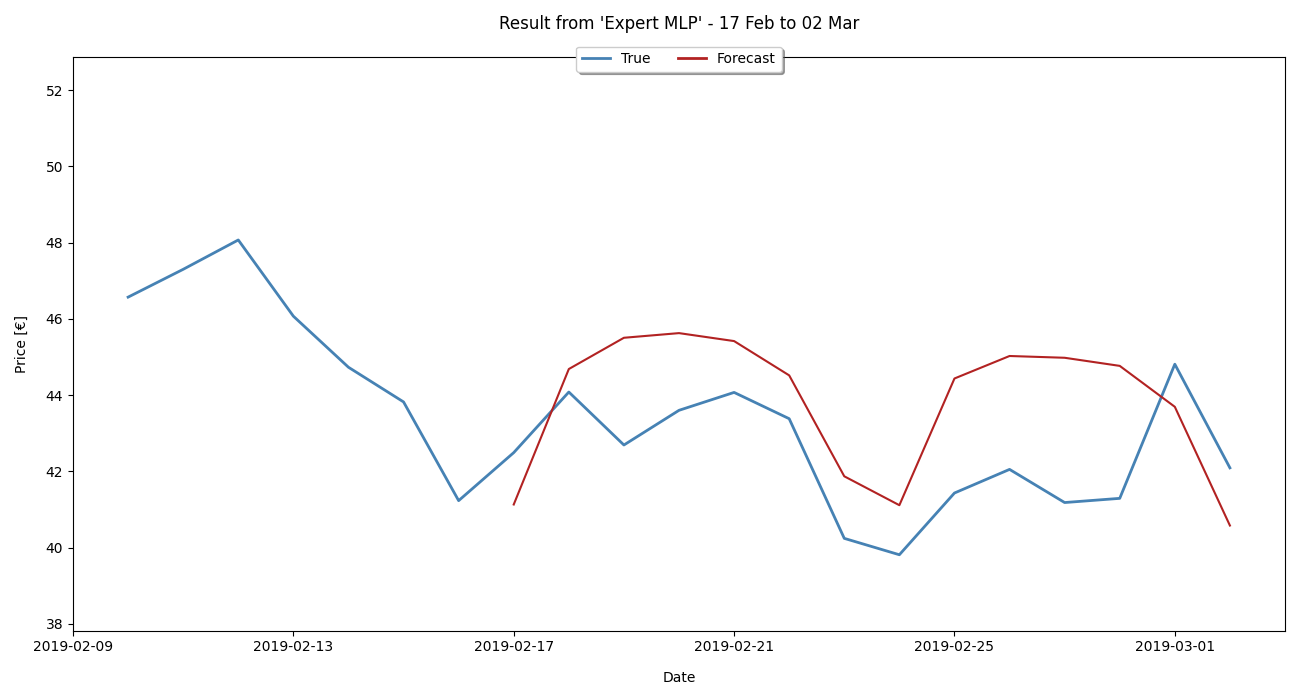 Result from 'Expert MLP' - 17 Feb to 02 Mar
True Forecast
Price [€]
52
50
48
46
44
42
40
38
2019-02-09 2019-02-13 2019-02-17 2019-02-21 2019-02-25 2019-03-01
Date